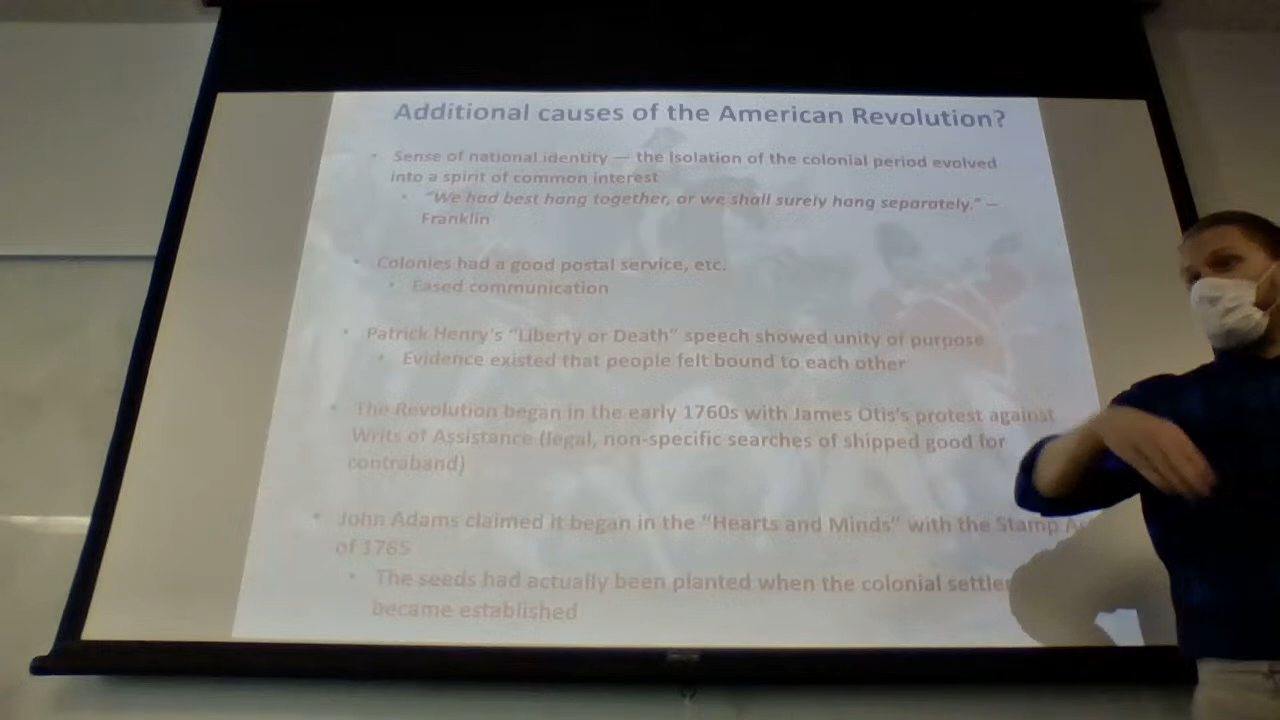 Additional causes of the American Revolution?
• Sense of national identity — the Isolation of the colonial period evolved
into a spirit of common interest
• "We had best hang together, or we shall surely hang separately." –
Franklin
• Colonies had a good postal service, etc.
• Eased communication
• Patrick Henry's "Liberty or Death" speech showed unity of purpose
• Evidence existed that people felt bound to each other
• The Revolution began in the early 1760s with James Otis's protest against
Writs of Assistance (legal, non-specific searches of shipped good for
contraband)
• John Adams claimed it began in the "Hearts and Minds" with the Stamp
of 1765
• The seeds had actually been planted when the colonial
became established